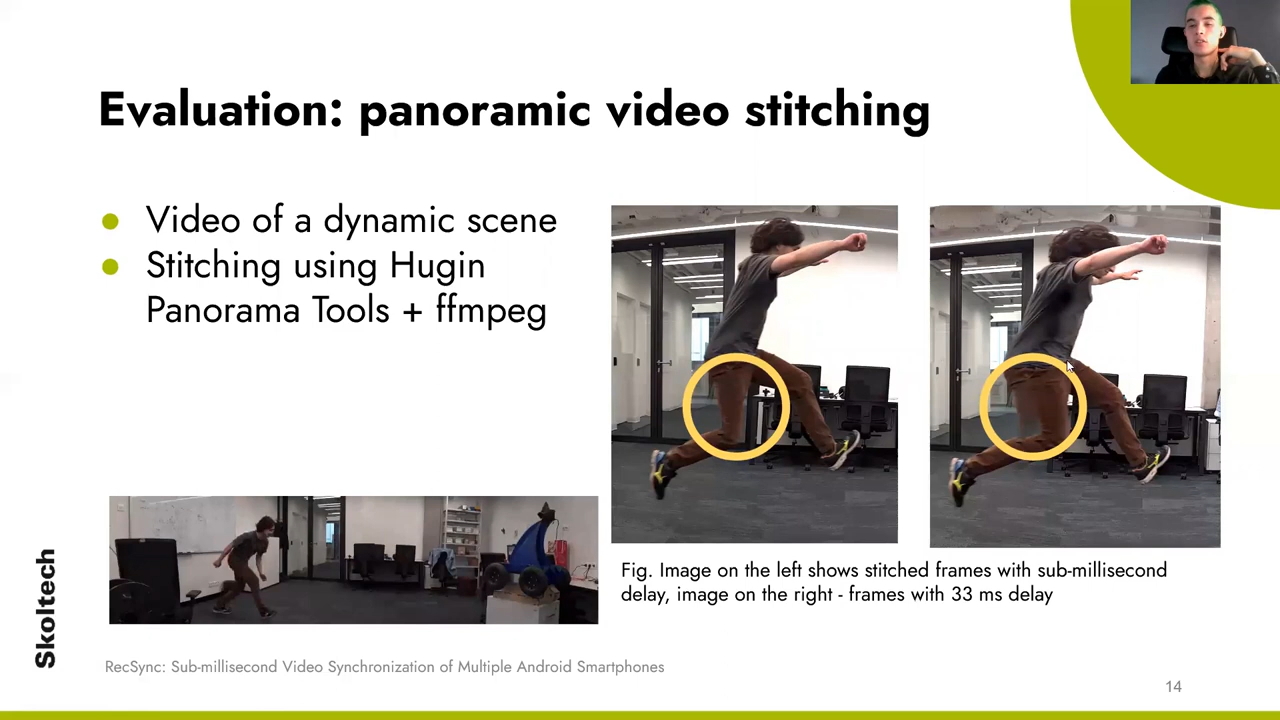 Evaluation: panoramic video stitching
● Video of a dynamic scene
● Stitching using Hugin
Panorama Tools + ffmpeg
Fig. Image on the left shows stitched frames with sub-millisecond
delay, image on the right - frames with 33 ms delay
Skoltech
RecSync: Sub-millisecond Video Synchronization of Multiple Android Smartphones
14